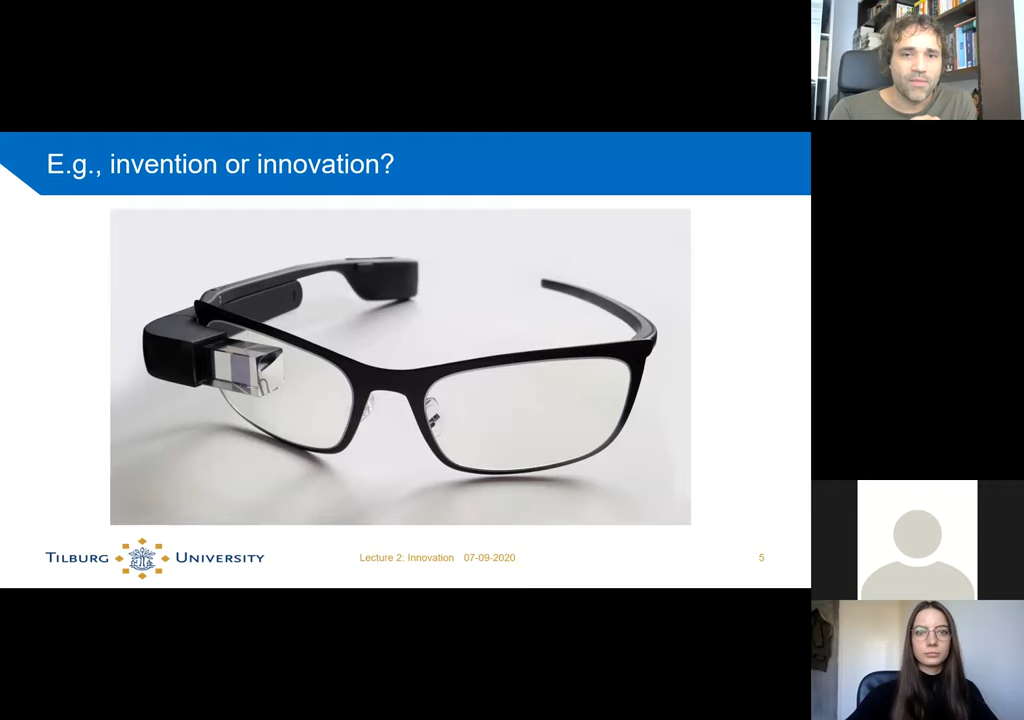 E.g., invention or innovation?
TILBURG UNIVERSITY
Lecture 2: Innovation 07-09-2020 5